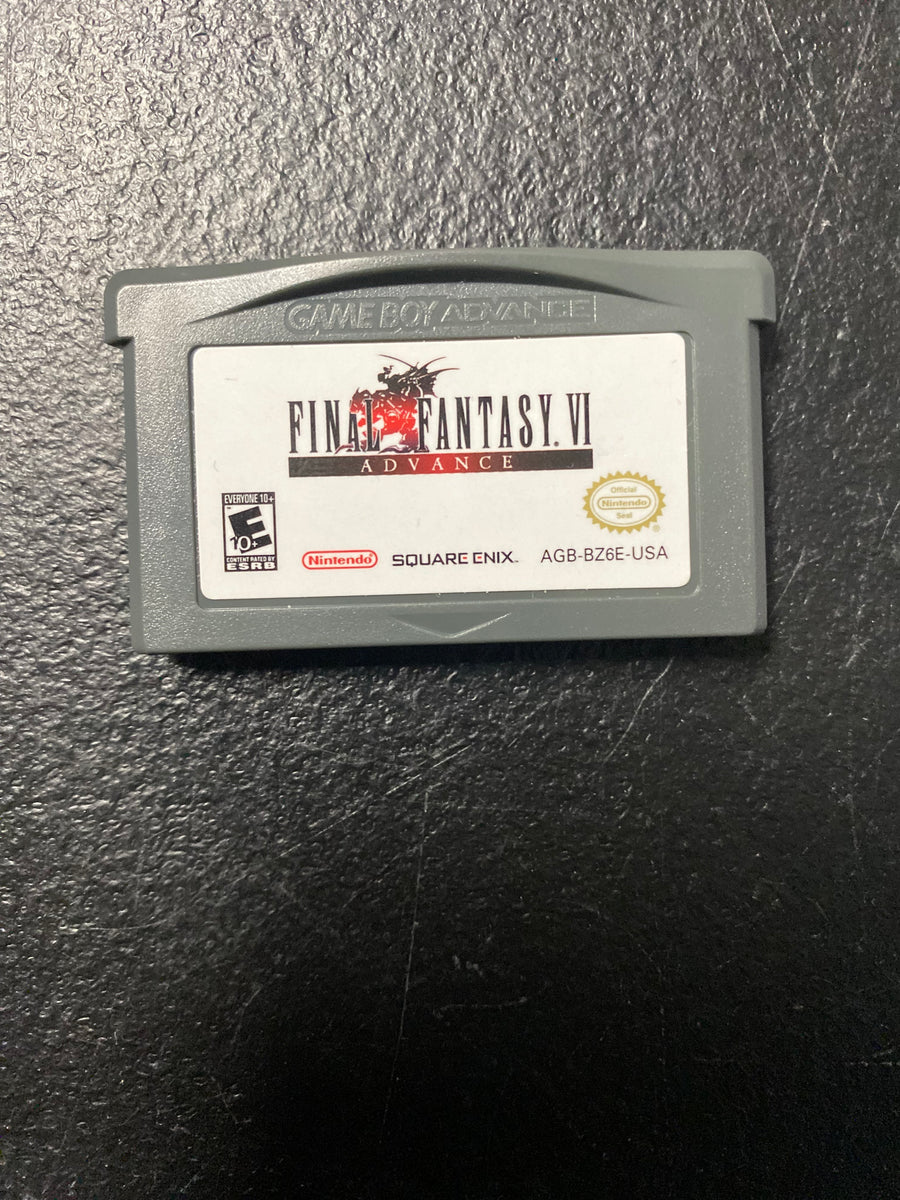 GAME BOY ADVANCE
FINAL FANTASY. VI
ADVANCE
EVERYONE 10+
E
10+
CONTENT RATED BY
ESRB
Nintendo
SQUARE ENIX
AGB-BZ6E-USA
Official
Nintendo
Seal